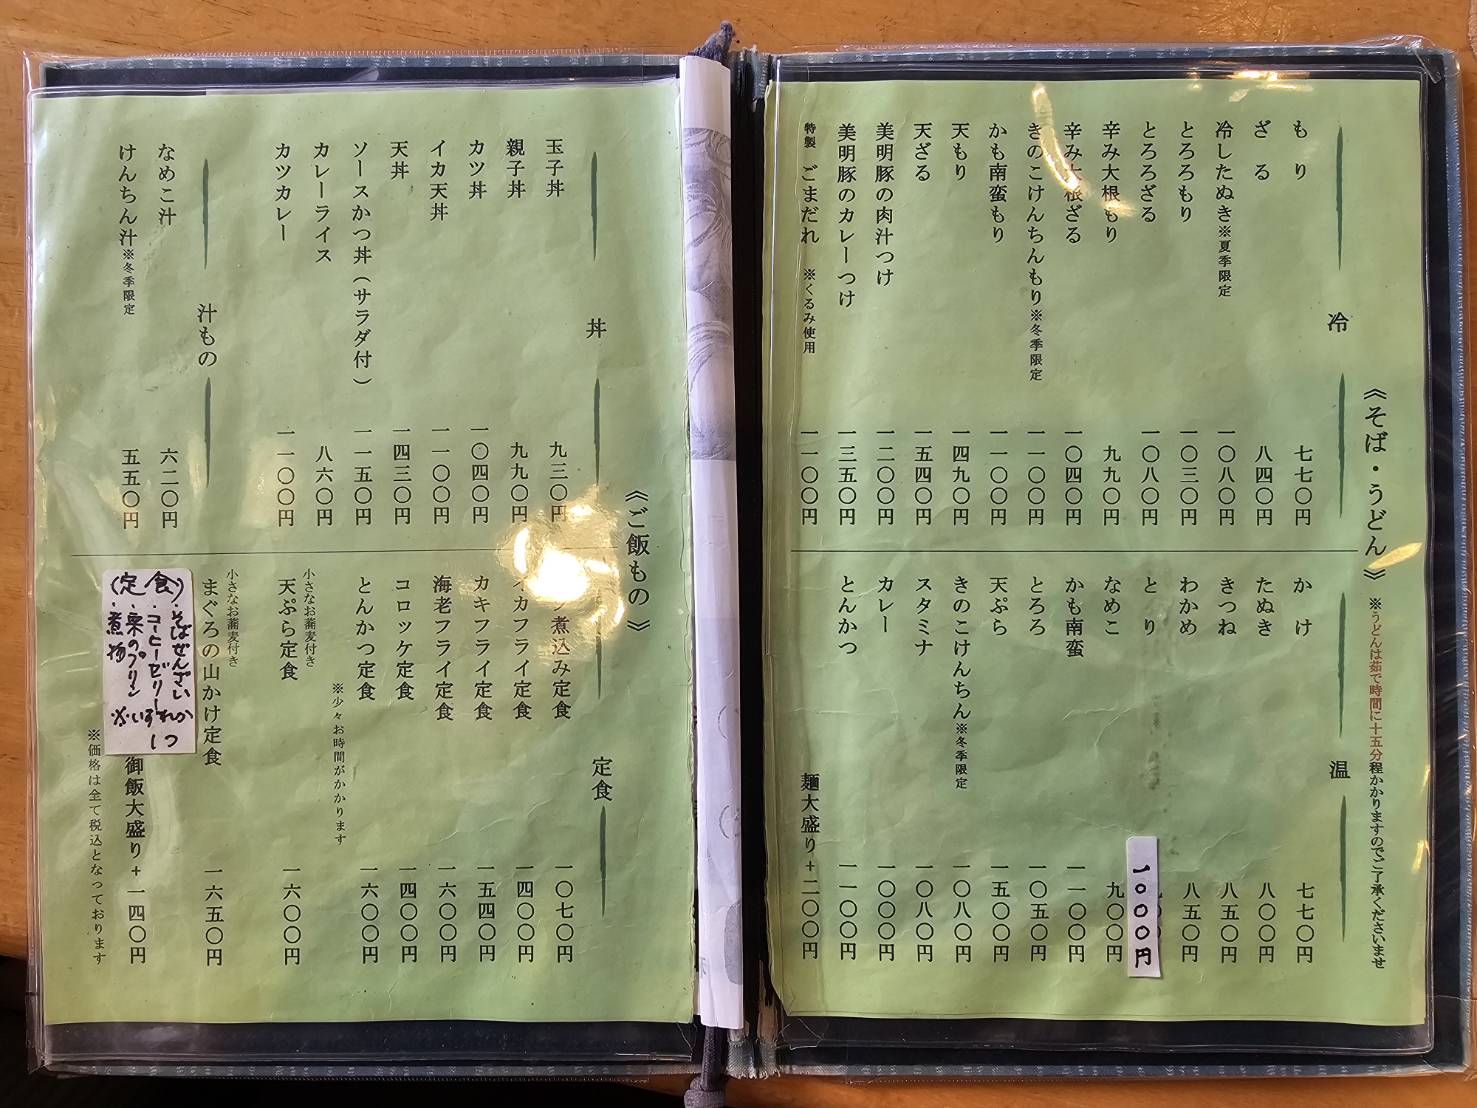 《そば・うどん》 ※うどんは茹で時間に十五分程かかりますのでご了承くださいませ
冷
もり 七七〇円
ざる 八四〇円
冷したぬき※夏季限定 一〇八〇円
とろろもり 一〇三〇円
とろろざる 一〇八〇円
辛み大根もり 九九〇円
辛み大根ざる 一〇四〇円
きのこけんちんもり※冬季限定 一一〇〇円
かも南蛮もり 一一〇〇円
天もり 一四九〇円
天ざる 一五四〇円
美明豚の肉汁つけ 一二〇〇円
美明豚のカレーつけ 一三五〇円
特製 ごまだれ ※くるみ使用 一一〇〇円
温
かけ 七七〇円
たぬき 八〇〇円
きつね 八五〇円
わかめ 八五〇円
とり 1000円
なめこ 九〇〇円
かも南蛮 一一〇〇円
とろろ 一〇五〇円
天ぷら 一五〇〇円
きのこけんちん※冬季限定 一〇八〇円
スタミナ 一〇八〇円
カレー 一〇〇〇円
とんかつ 一一〇〇円
麺大盛り+二〇〇円
《ご飯もの》
丼
玉子丼 九三〇円
親子丼 九九〇円
カツ丼 一〇四〇円
イカ天丼 一一〇〇円
天丼 一四三〇円
ソースかつ丼(サラダ付) 一一五〇円
カレーライス 八六〇円
カツカレー 一一〇〇円
汁もの
なめこ汁 六二〇円
けんちん汁※冬季限定 五五〇円
定食
煮込み定食 一〇七〇円
イカフライ定食 一四〇〇円
カキフライ定食 一五四〇円
海老フライ定食 一六〇〇円
コロッケ定食 一四〇〇円
とんかつ定食 一六〇〇円
※少々お時間がかかります
小さなお蕎麦付き
天ぷら定食 一六〇〇円
小さなお蕎麦付き
まぐろの山かけ定食 一六五〇円
(定食)・そばぜんざい
・コーヒーゼリー
・栗のプリン ※いずれか
・煮物 1つ
御飯大盛り+一四〇円
※価格は全て税込となっております